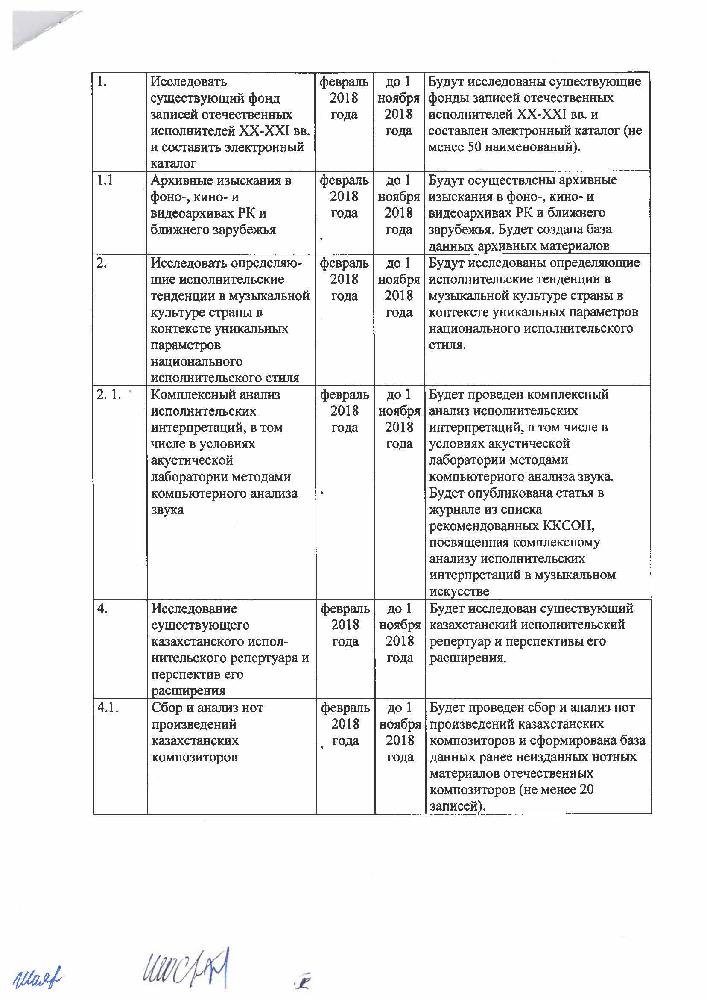 1.
Исследовать
существующий фонд
записей отечественных
исполнителей XX-XXI вв.
и составить электронный
каталог
февраль
2018
года
до 1
ноября
2018
года
Будут исследованы существующие
фонды записей отечественных
исполнителей XX-XXI вв. и
составлен электронный каталог (не
менее 50 наименований).
1.1
Архивные изыскания в
фоно-, кино- и
видеоархивах РК и
ближнего зарубежья
февраль
2018
года
до 1
ноября
2018
года
Будут осуществлены архивные
изыскания в фоно-, кино- и
видеоархивах РК и ближнего
зарубежья. Будет создана база
данных архивных материалов
2.
Исследовать определяю-
щие исполнительские
тенденции в музыкальной
культуре страны в
контексте уникальных
параметров
национального
исполнительского стиля
февраль
2018
года
до 1
ноября
2018
года
Будут исследованы определяющие
исполнительские тенденции в
музыкальной культуре страны в
контексте уникальных параметров
национального исполнительского
стиля.
2. 1.
Комплексный анализ
исполнительских
интерпретаций, в том
числе в условиях
акустической
лаборатории методами
компьютерного анализа
звука
февраль
2018
года
до 1
ноября
2018
года
Будет проведен комплексный
анализ исполнительских
интерпретаций, в том числе в
условиях акустической
лаборатории методами
компьютерного анализа звука.
Будет опубликована статья в
журнале из списка
рекомендованных ККСОН,
посвященная комплексному
анализу исполнительских
интерпретаций в музыкальном
искусстве
4.
Исследование
существующего
казахстанского испол-
нительского репертуара и
перспектив его
расширения
февраль
2018
года
до 1
ноября
2018
года
Будет исследован существующий
казахстанский исполнительский
репертуар и перспективы его
расширения.
4.1.
Сбор и анализ нот
произведений
казахстанских
композиторов
февраль
2018
года
до 1
ноября
2018
года
Будет проведен сбор и анализ нот
произведений казахстанских
композиторов и сформирована база
данных ранее неизданных нотных
материалов отечественных
композиторов (не менее 20
записей).